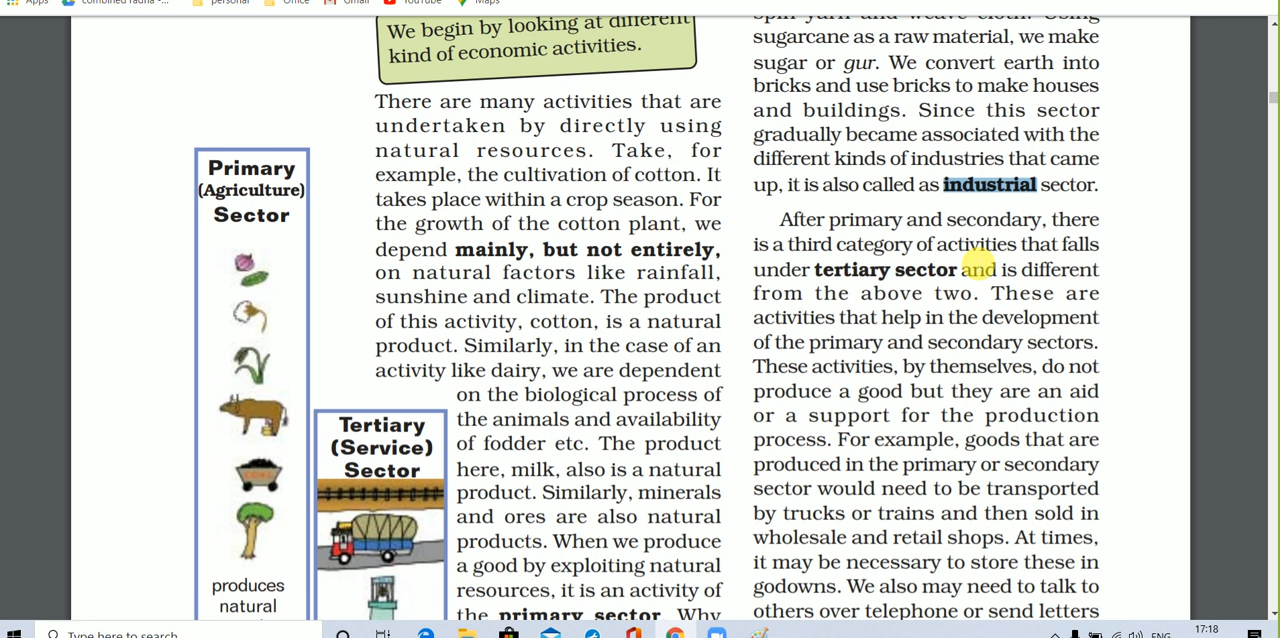 Apps
combined radha -...
personal
Office
Gmail
YouTube
Maps
We begin by looking at different
kind of economic activities.
There are many activities that are
undertaken by directly using
natural resources. Take, for
example, the cultivation of cotton. It
takes place within a crop season. For
the growth of the cotton plant, we
depend mainly, but not entirely,
on natural factors like rainfall,
sunshine and climate. The product
of this activity, cotton, is a natural
product. Similarly, in the case of an
activity like dairy, we are dependent
on the biological process of
the animals and availability
of fodder etc. The product
here, milk, also is a natural
product. Similarly, minerals
and ores are also natural
products. When we produce
a good by exploiting natural
resources, it is an activity of
the primary sector. Why
Primary
(Agriculture)
Sector
produces
natural
Tertiary
(Service)
Sector
spin yarn and weave cloth. Using
sugarcane as a raw material, we make
sugar or gur. We convert earth into
bricks and use bricks to make houses
and buildings. Since this sector
gradually became associated with the
different kinds of industries that came
up, it is also called as industrial sector.
After primary and secondary, there
is a third category of activities that falls
under tertiary sector and is different
from the above two. These are
activities that help in the development
of the primary and secondary sectors.
These activities, by themselves, do not
produce a good but they are an aid
or a support for the production
process. For example, goods that are
produced in the primary or secondary
sector would need to be transported
by trucks or trains and then sold in
wholesale and retail shops. At times,
it may be necessary to store these in
godowns. We also may need to talk to
others over telephone or send letters
Type here to search
ENG
17:18